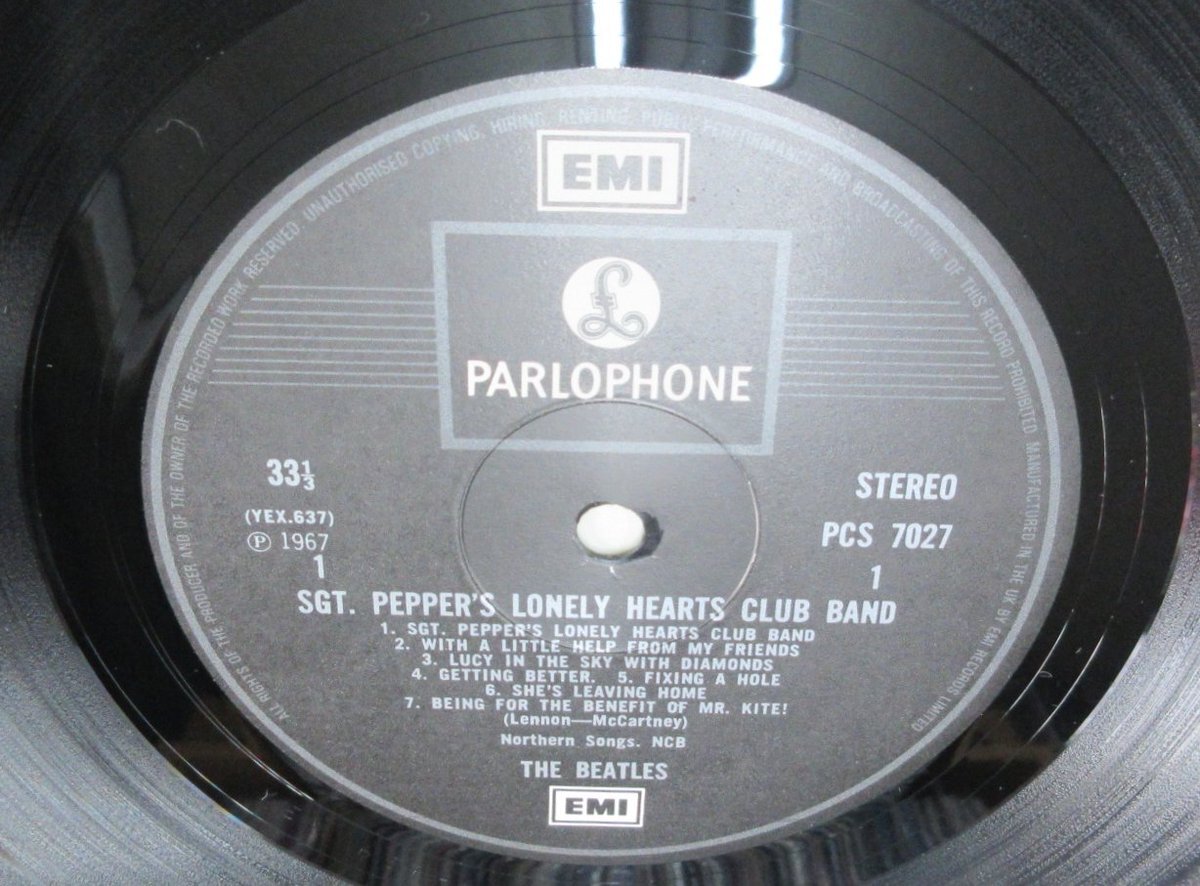 ALL RIGHTS OF THE PRODUCER AND OF THE OWNER OF THE RECORDED WORK RESERVED. UNAUTHORISED COPYING, HIRING, RENTING, PUBLIC PERFORMANCE AND BROADCASTING OF THIS RECORD PROHIBITED. MANUFACTURED IN THE UK BY EMI RECORDS LIMITED
EMI
£
PARLOPHONE
33⅓
STEREO
(YEX.637)
PCS 7027
℗ 1967
1
1
SGT. PEPPER'S LONELY HEARTS CLUB BAND
1. SGT. PEPPER'S LONELY HEARTS CLUB BAND
2. WITH A LITTLE HELP FROM MY FRIENDS
3. LUCY IN THE SKY WITH DIAMONDS
4. GETTING BETTER. 5. FIXING A HOLE
6. SHE'S LEAVING HOME
7. BEING FOR THE BENEFIT OF MR. KITE!
(Lennon—McCartney)
Northern Songs. NCB
THE BEATLES
EMI